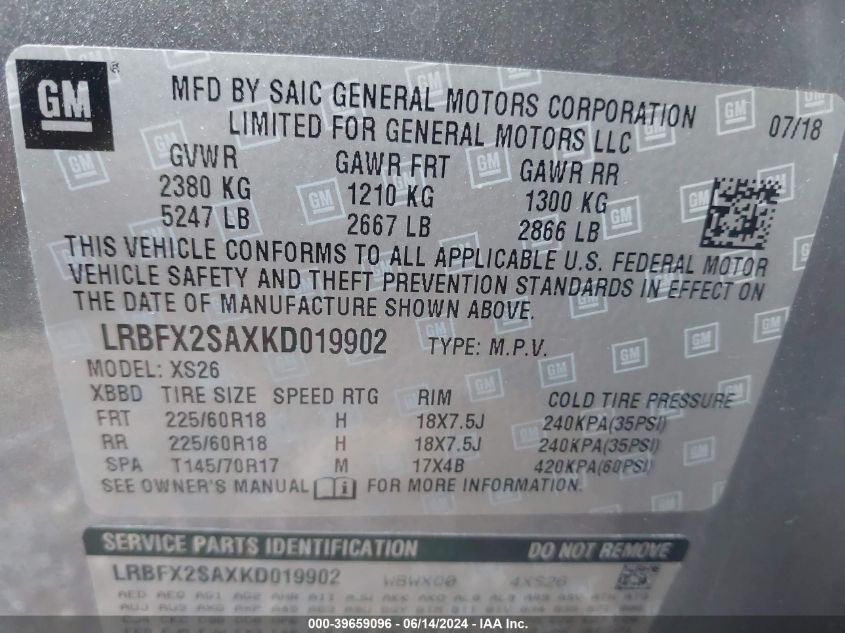 GM
MFD BY SAIC GENERAL MOTORS CORPORATION
LIMITED FOR GENERAL MOTORS LLC
07/18
GVWR GAWR FRT GAWR RR
2380 KG 1210 KG 1300 KG
5247 LB 2667 LB 2866 LB
THIS VEHICLE CONFORMS TO ALL APPLICABLE U.S. FEDERAL MOTOR
VEHICLE SAFETY AND THEFT PREVENTION STANDARDS IN EFFECT ON
THE DATE OF MANUFACTURE SHOWN ABOVE.
LRBFX2SAXKD019902 TYPE: M.P.V.
MODEL: XS26
XBBD TIRE SIZE SPEED RTG RIM COLD TIRE PRESSURE
FRT 225/60R18 H 18X7.5J 240KPA(35PSI)
RR 225/60R18 H 18X7.5J 240KPA(35PSI)
SPA T145/70R17 M 17X4B 420KPA(60PSI)
SEE OWNER'S MANUAL FOR MORE INFORMATION.
SERVICE PARTS IDENTIFICATION DO NOT REMOVE
LRBFX2SAXKD019902 WBWX00 4XS26
000-39659096 - 06/14/2024 - IAAI.com